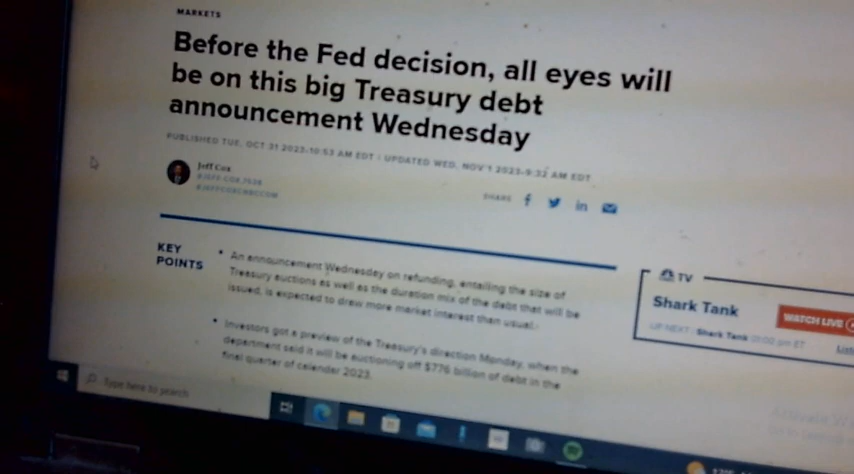 MARKETS
Before the Fed decision, all eyes will
be on this big Treasury debt
announcement Wednesday
PUBLISHED TUE, OCT 31 2023 10:53 AM EDT | UPDATED WED, NOV 1 2023 9:32 AM EDT
Jeff Cox
SHARE
KEY
POINTS
• An announcement Wednesday on refunding, entailing the size of
Treasury auctions as well as the duration mix of the debt that will be
issued, is expected to draw more market interest than usual.
• Investors got a preview of the Treasury's direction Monday, when the
department said it will be auctioning off $776 billion of debt in the
final quarter of calendar 2023.
TV
Shark Tank
WATCH LIVE
UP NEXT | Shark Tank
Type here to search